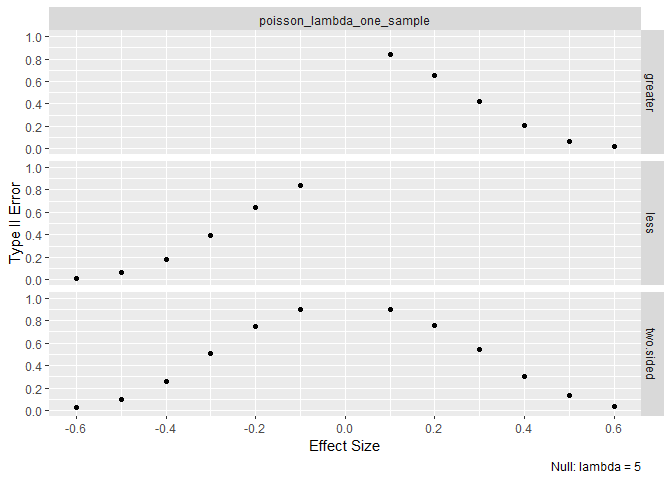 poisson_lambda_one_sample
1.0
0.8
0.6
0.4
0.2
0.0
greater
1.0
0.8
0.6
0.4
0.2
0.0
less
1.0
0.8
0.6
0.4
0.2
0.0
two.sided
Type II Error
-0.6 -0.4 -0.2 0.0 0.2 0.4 0.6
Effect Size
Null: lambda = 5